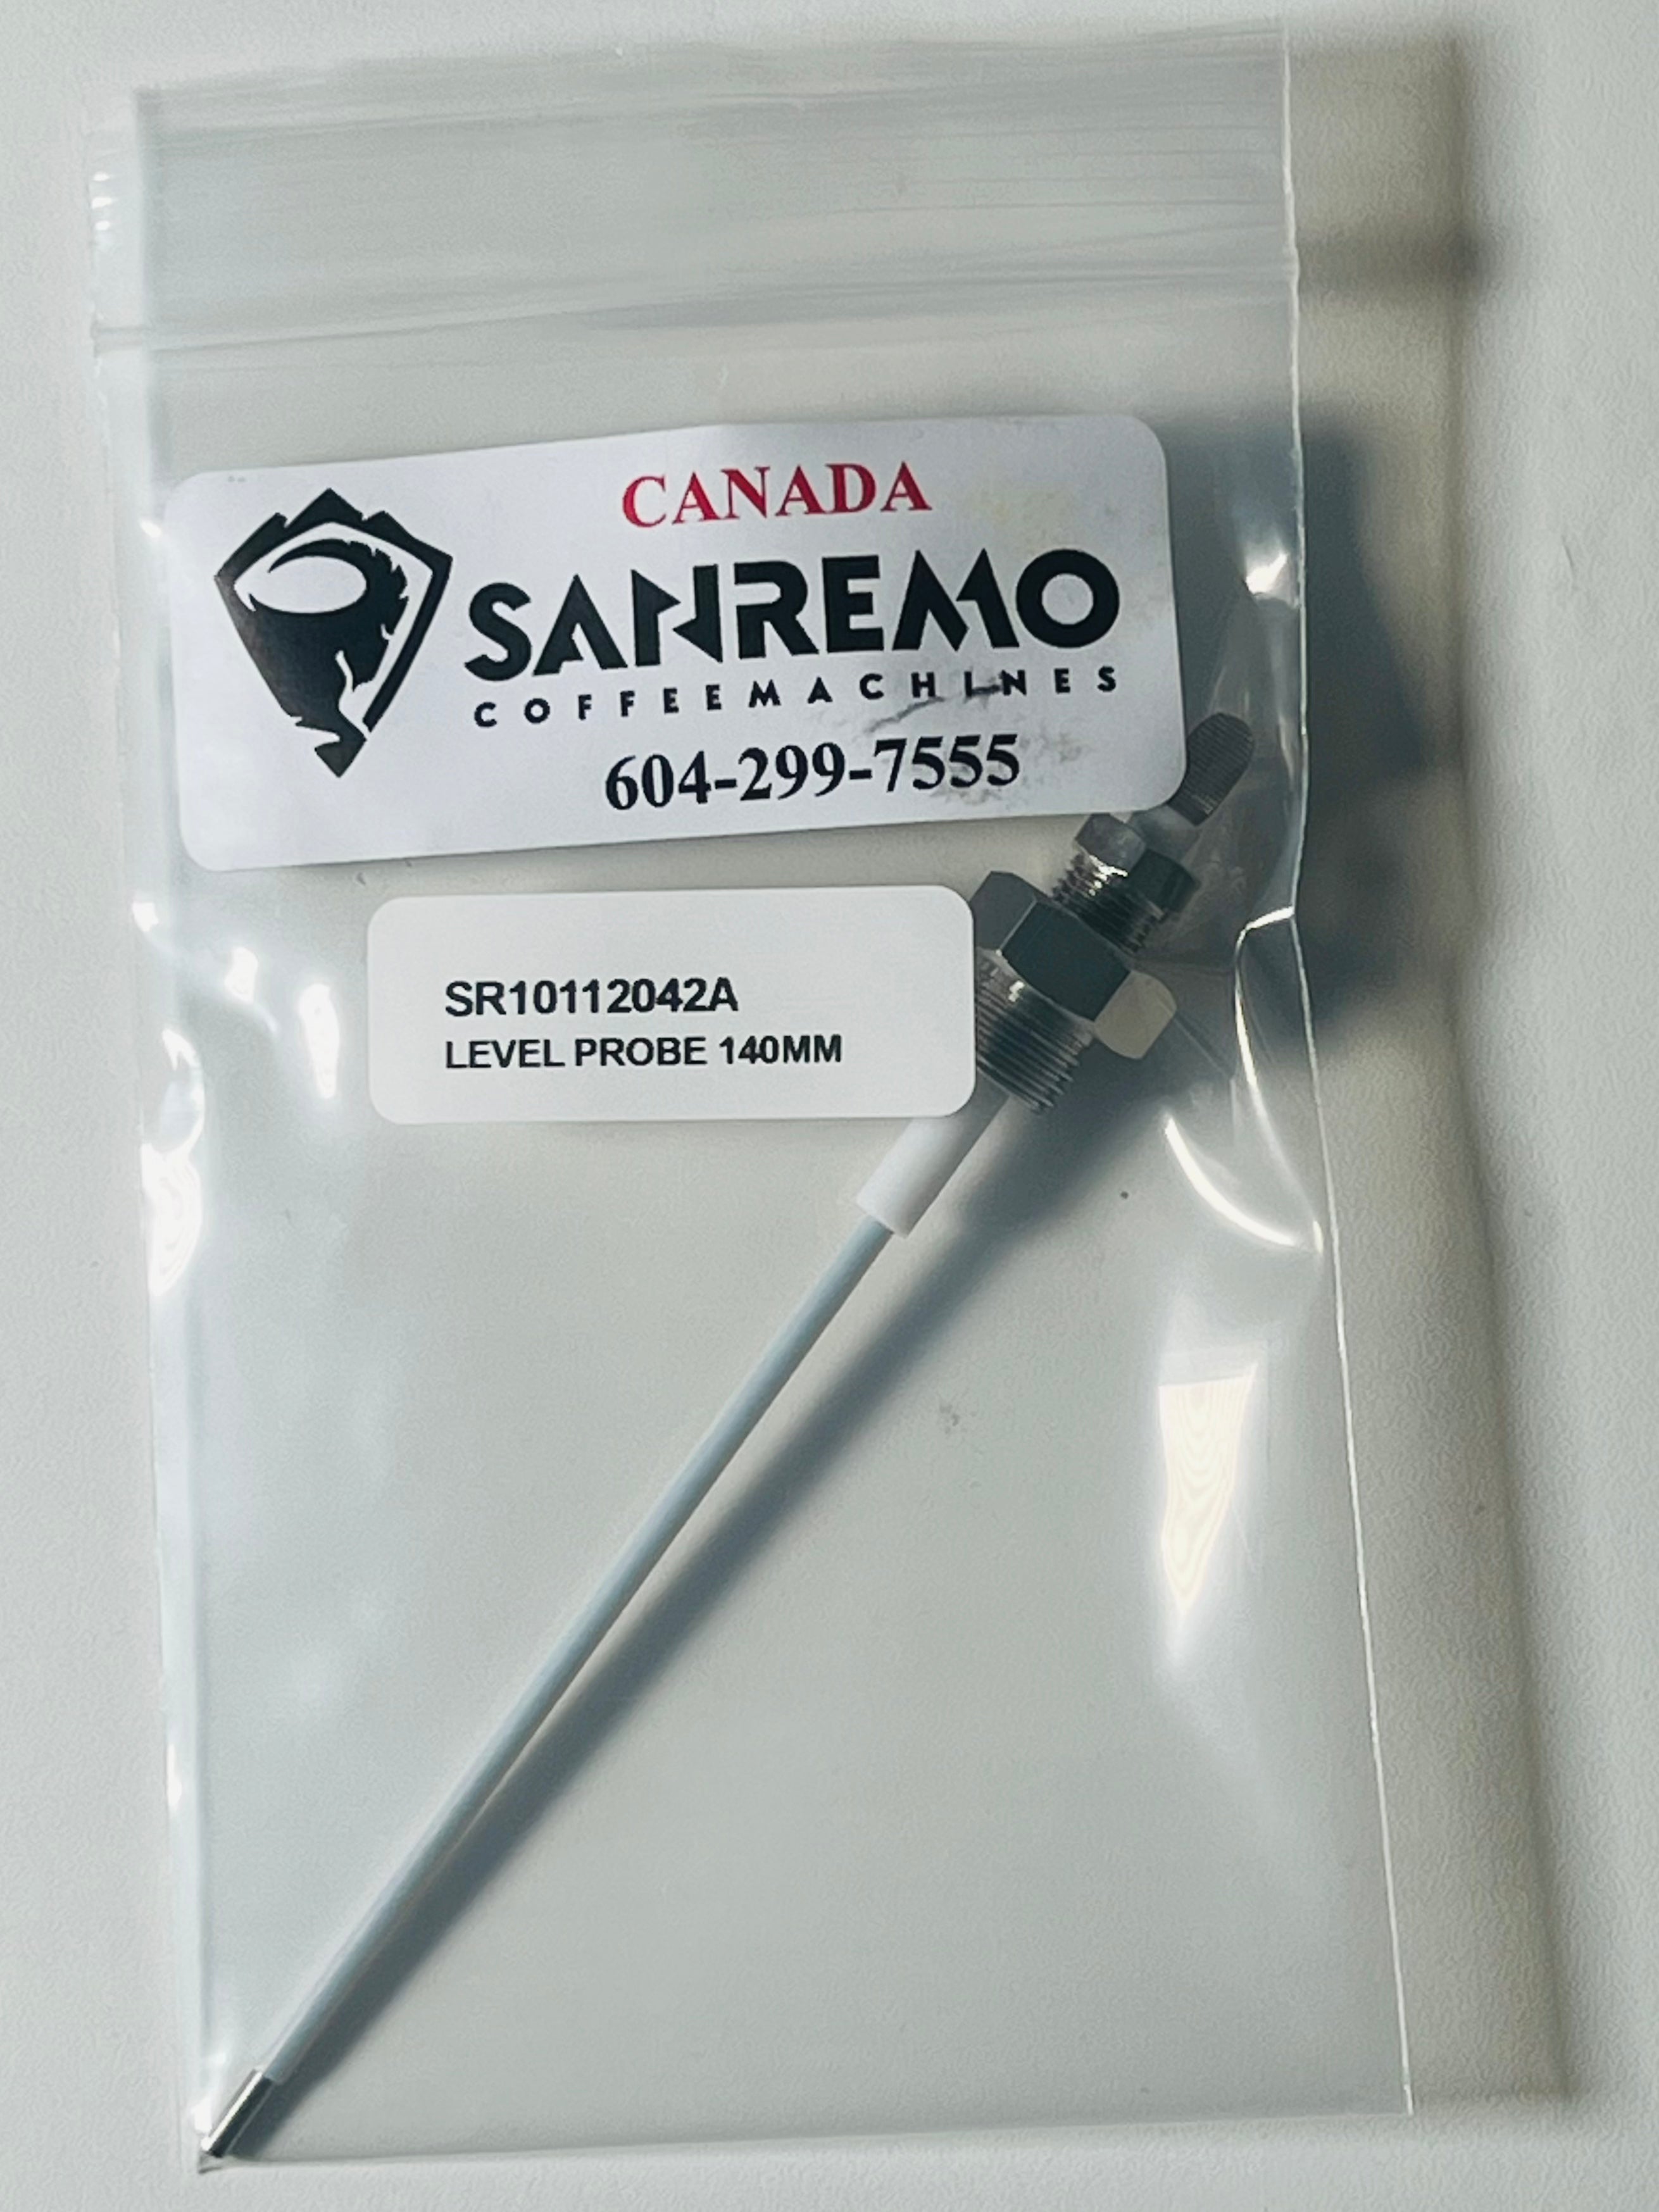 CANADA
SANREMO
COFFEEMACHINES
604-299-7555
SR10112042A
LEVEL PROBE 140MM